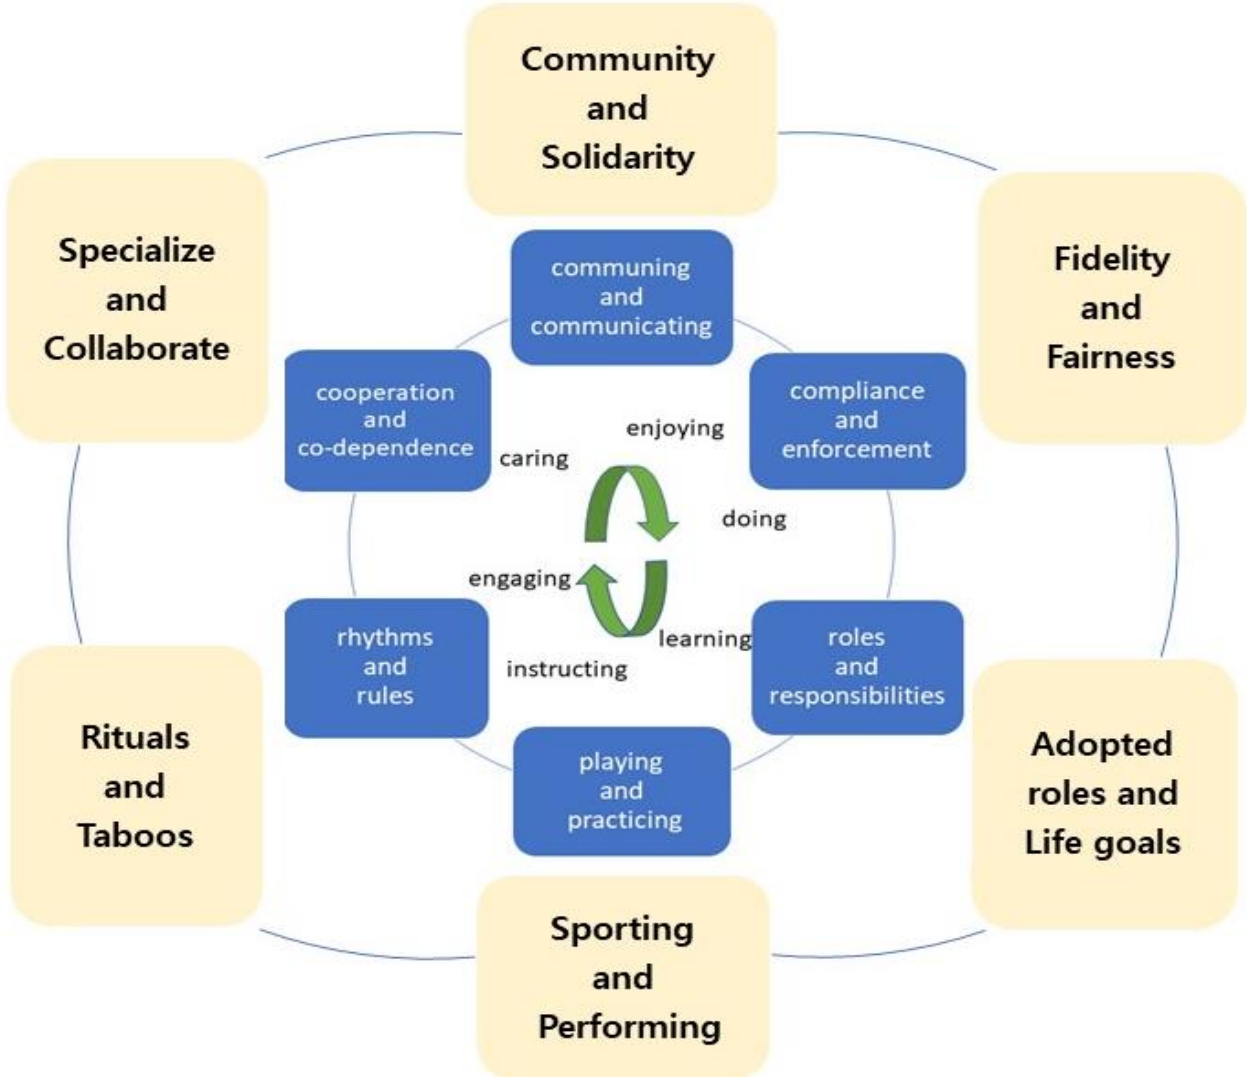 Community
and
Solidarity
Specialize
and
Collaborate
Fidelity
and
Fairness
communing
and
communicating
cooperation
and
co-dependence
compliance
and
enforcement
enjoying
caring
doing
engaging
learning
instructing
rhythms
and
rules
roles
and
responsibilities
playing
and
practicing
Rituals
and
Taboos
Adopted
roles and
Life goals
Sporting
and
Performing